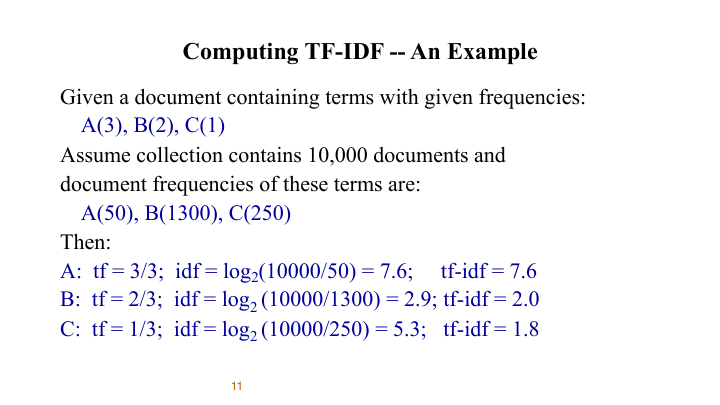 Computing TF-IDF -- An Example
Given a document containing terms with given frequencies:
A(3), B(2), C(1)
Assume collection contains 10,000 documents and
document frequencies of these terms are:
A(50), B(1300), C(250)
Then:
A: tf = 3/3; idf = log₂(10000/50) = 7.6; tf-idf = 7.6
B: tf = 2/3; idf = log₂ (10000/1300) = 2.9; tf-idf = 2.0
C: tf = 1/3; idf = log₂ (10000/250) = 5.3; tf-idf = 1.8
11